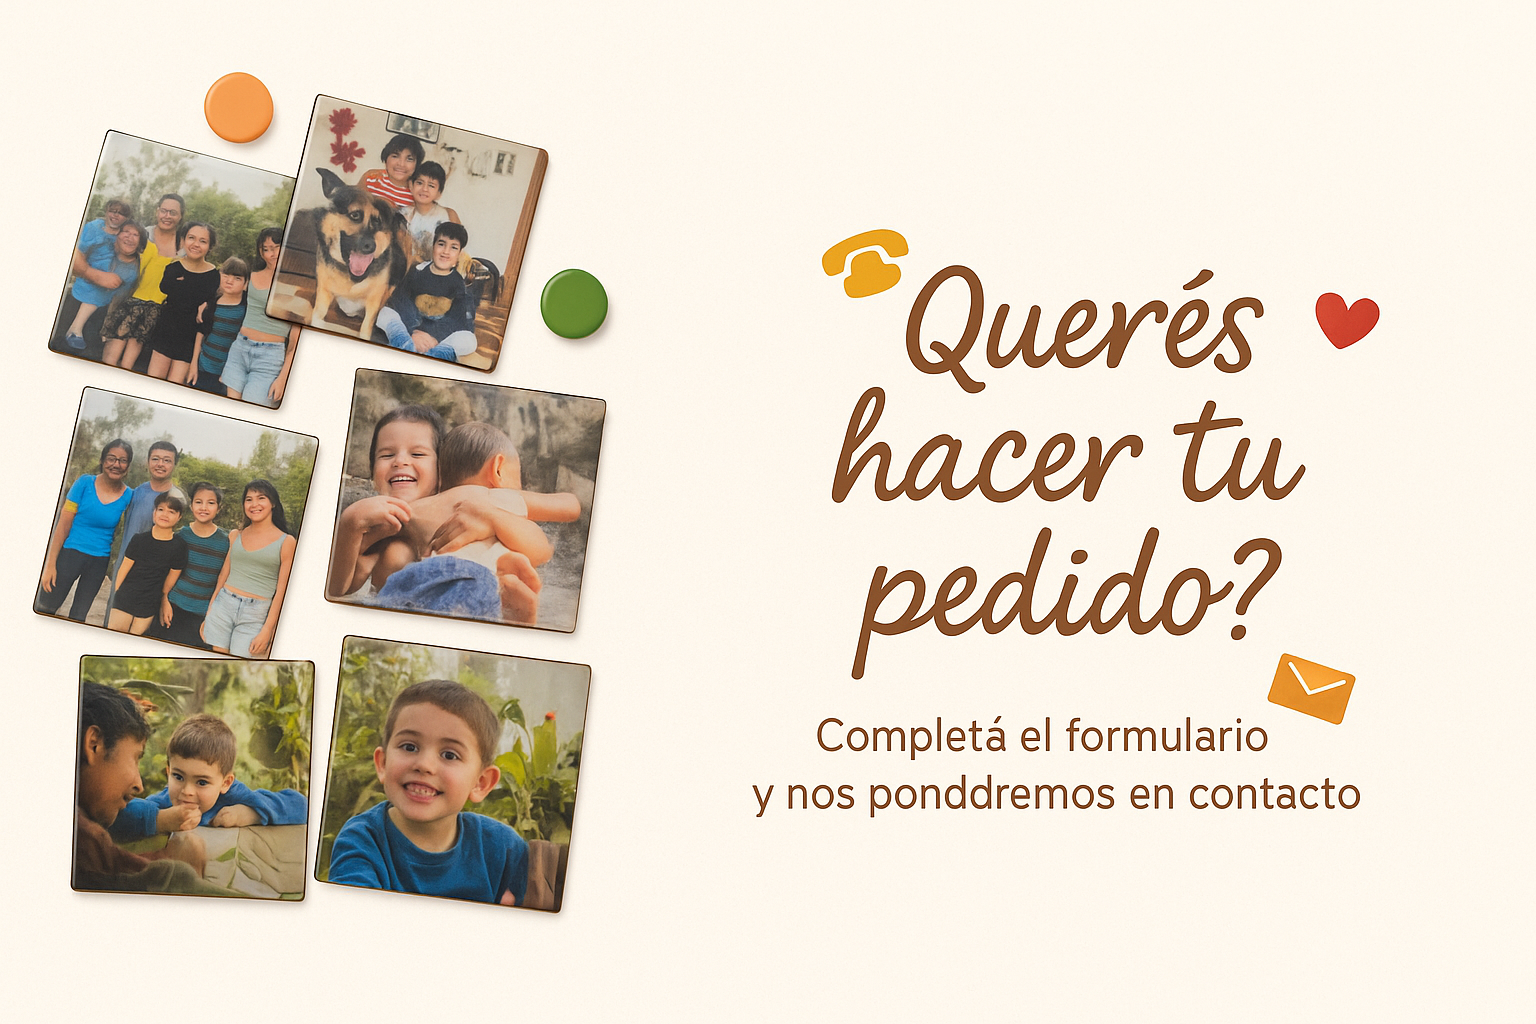 Querés
hacer tu
pedido?
Completá el formulario
y nos ponddremos en contacto